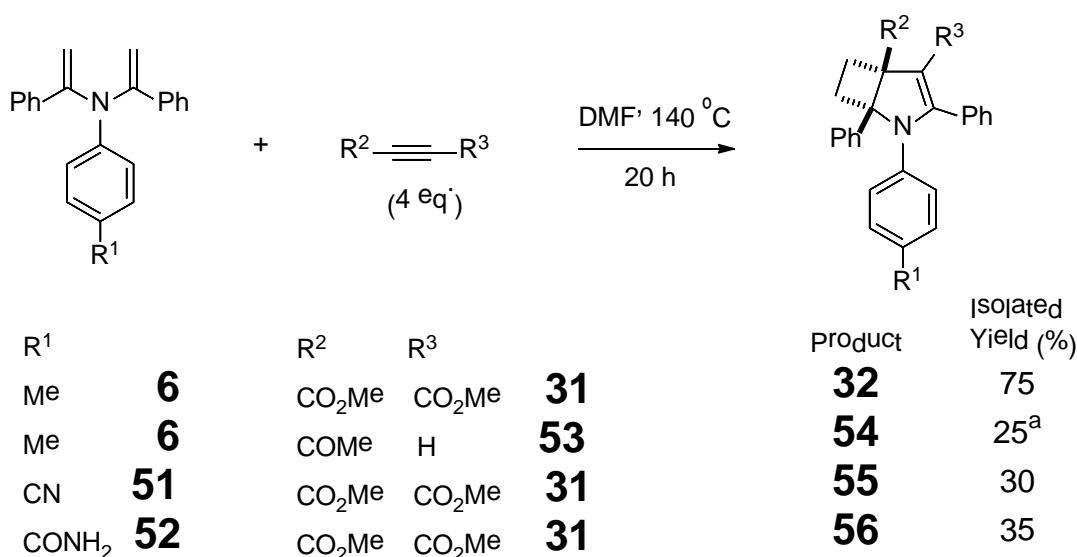 R² R³
Ph N Ph
R¹
+
R² R³
(4 eq.)
DMF, 140 °C
20 h
Ph N Ph
R¹
R¹ R² R³ Product Isolated Yield (%)
Me 6 CO₂Me CO₂Me 31 32 75
Me 6 COMe H 53 54 25ᵃ
CN 51 CO₂Me CO₂Me 31 55 30
CONH₂ 52 CO₂Me CO₂Me 31 56 35